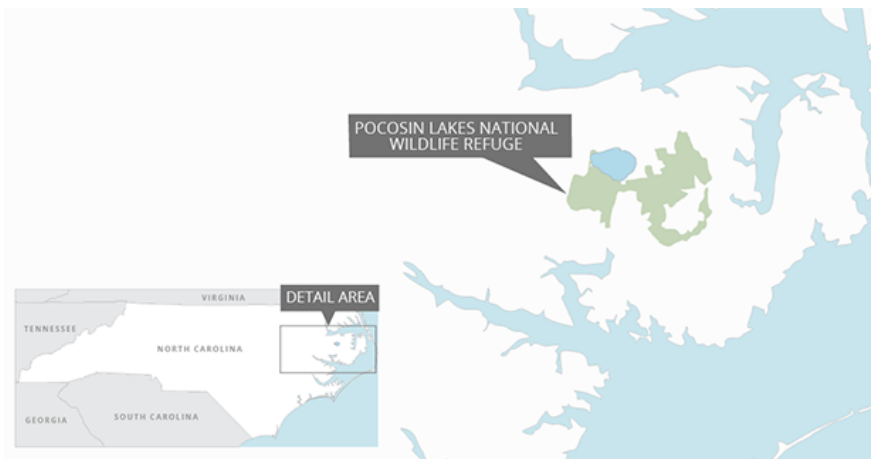 POCOSIN LAKES NATIONAL
WILDLIFE REFUGE
DETAIL AREA
VIRGINIA
TENNESSEE
NORTH CAROLINA
SOUTH CAROLINA
GEORGIA